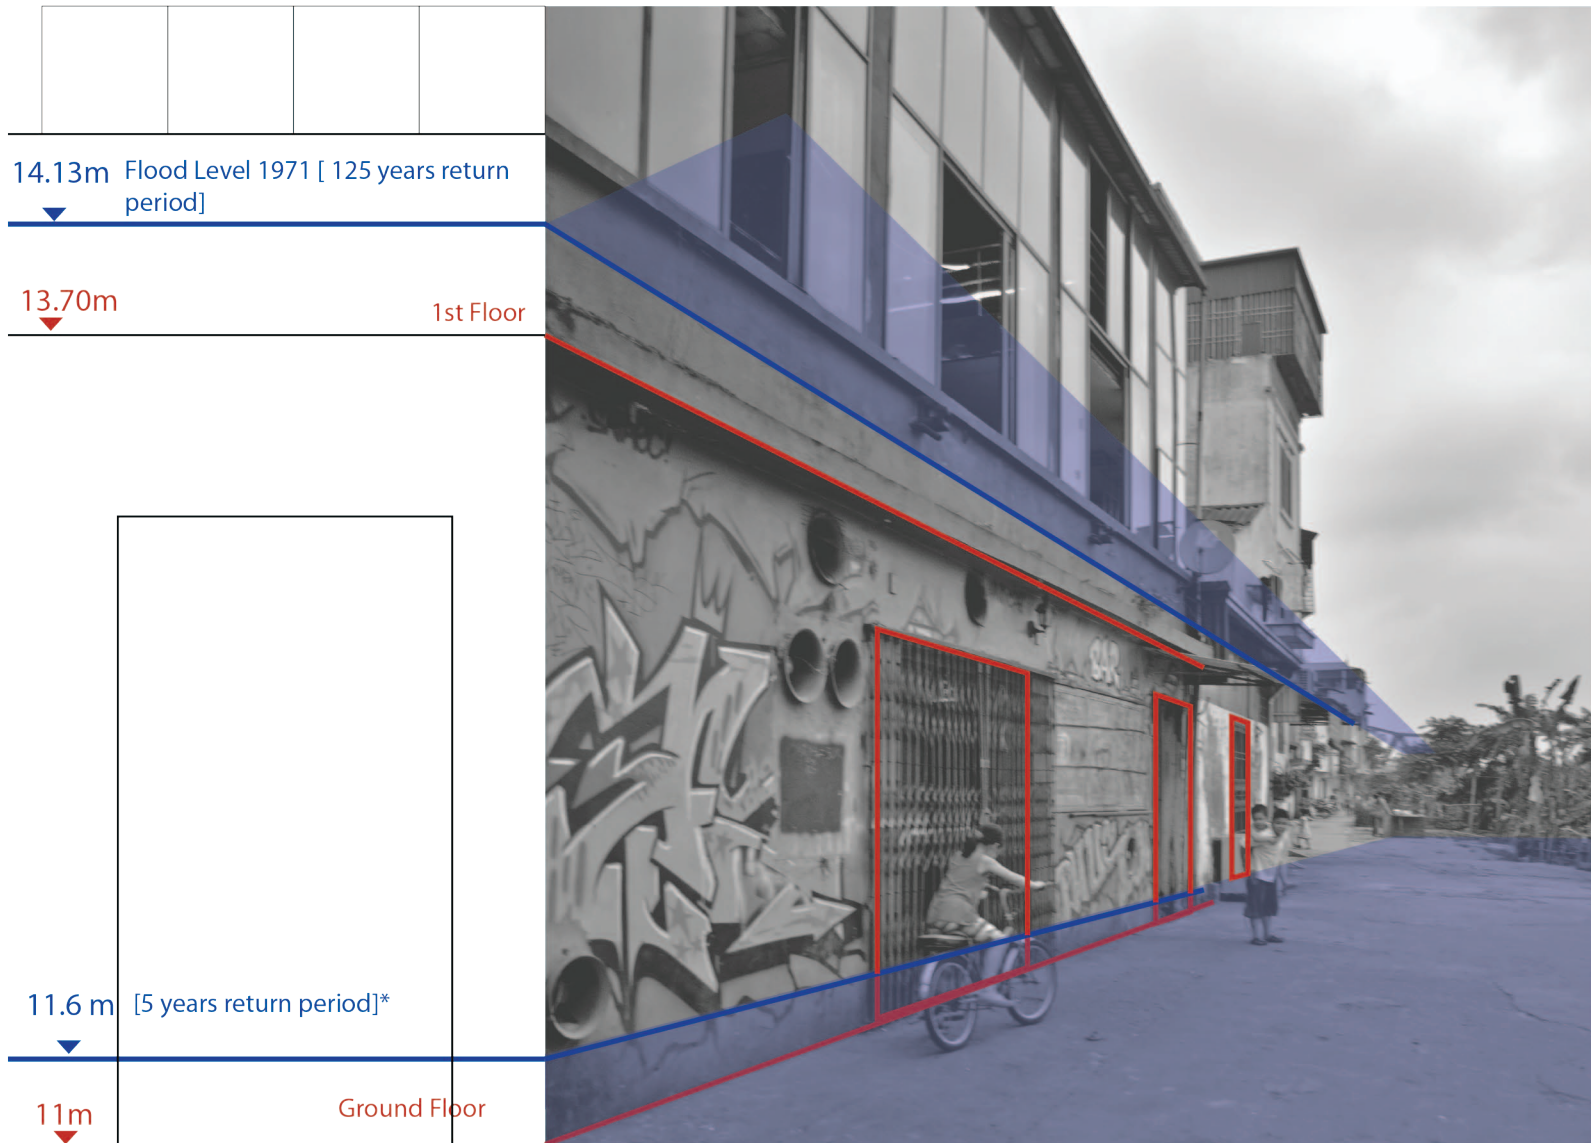 14.13m Flood Level 1971 [ 125 years return
period]
13.70m
1st Floor
BAR
11.6 m [5 years return period]*
Ground Floor
11m